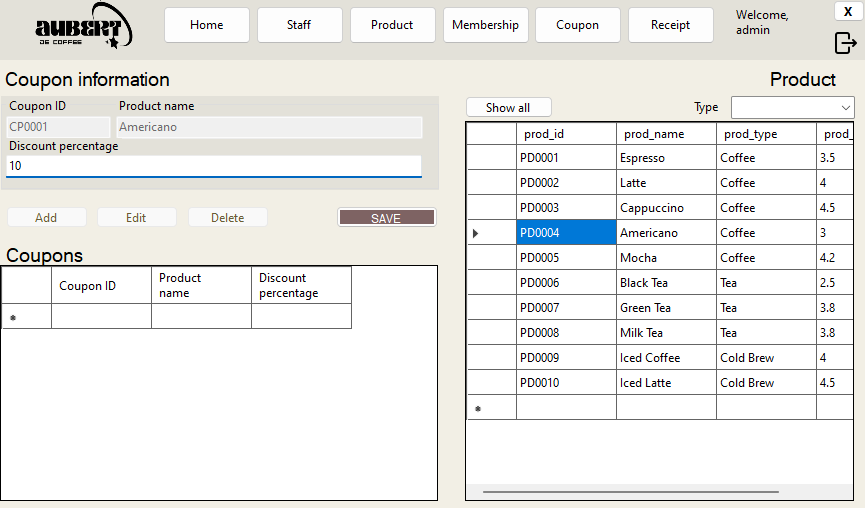 AUBERT
DE COFFEE
Home
Staff
Product
Membership
Coupon
Receipt
Welcome,
admin
X
Coupon information
Product
Coupon ID Product name
CP0001 Americano
Discount percentage
10
Show all Type
Add Edit Delete SAVE
Coupons
Coupon ID Product name Discount percentage
prod_id prod_name prod_type prod_
PD0001 Espresso Coffee 3.5
PD0002 Latte Coffee 4
PD0003 Cappuccino Coffee 4.5
PD0004 Americano Coffee 3
PD0005 Mocha Coffee 4.2
PD0006 Black Tea Tea 2.5
PD0007 Green Tea Tea 3.8
PD0008 Milk Tea Tea 3.8
PD0009 Iced Coffee Cold Brew 4
PD0010 Iced Latte Cold Brew 4.5